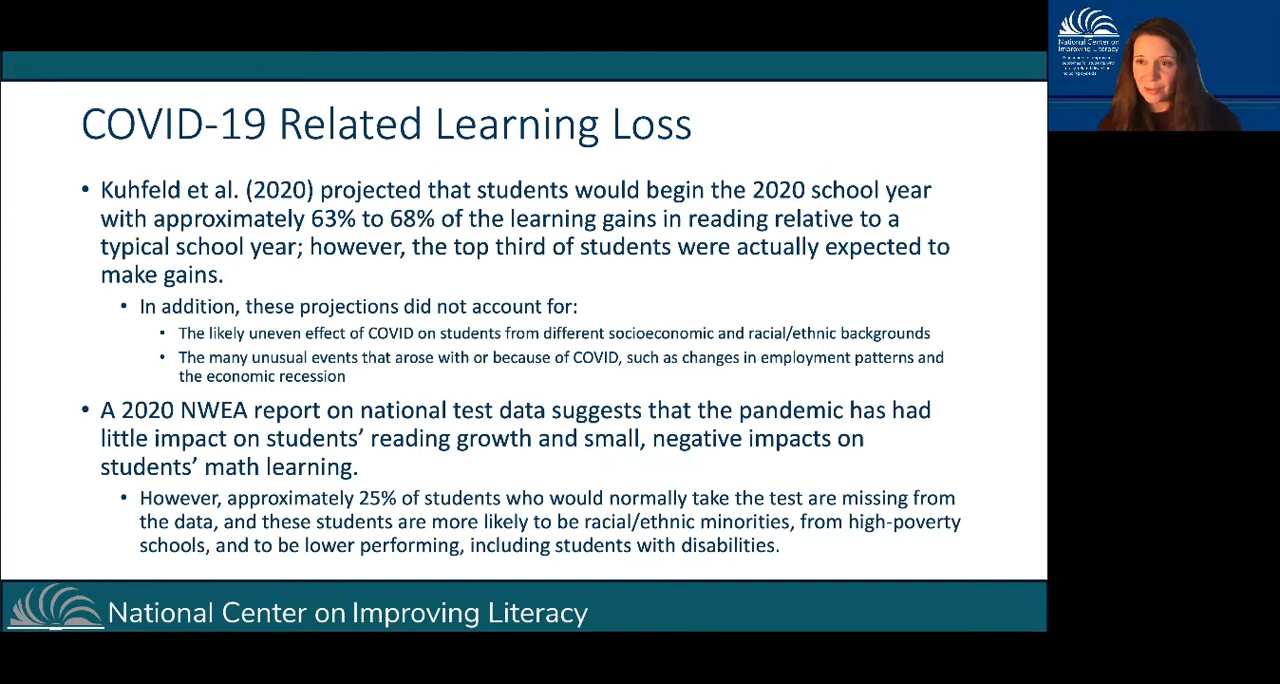 COVID-19 Related Learning Loss
• Kuhfeld et al. (2020) projected that students would begin the 2020 school year
with approximately 63% to 68% of the learning gains in reading relative to a
typical school year; however, the top third of students were actually expected to
make gains.
• In addition, these projections did not account for:
• The likely uneven effect of COVID on students from different socioeconomic and racial/ethnic backgrounds
• The many unusual events that arose with or because of COVID, such as changes in employment patterns and
the economic recession
• A 2020 NWEA report on national test data suggests that the pandemic has had
little impact on students’ reading growth and small, negative impacts on
students’ math learning.
• However, approximately 25% of students who would normally take the test are missing from
the data, and these students are more likely to be racial/ethnic minorities, from high-poverty
schools, and to be lower performing, including students with disabilities.
National Center on Improving Literacy
National Center on
Improving Literacy